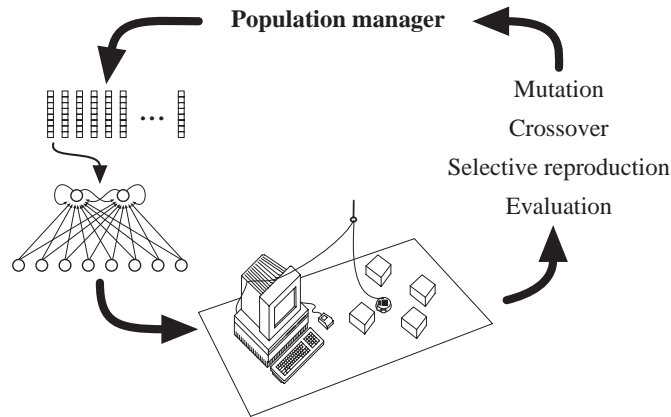 Population manager
Mutation
Crossover
Selective reproduction
Evaluation